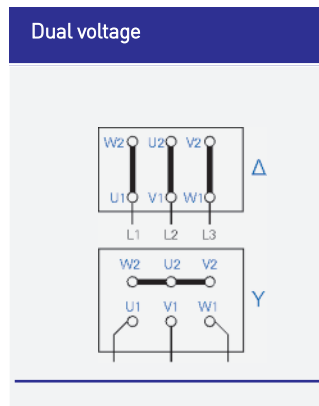 Dual voltage
W2 U2 V2
Δ
U1 V1 W1
L1 L2 L3
W2 U2 V2
Y
U1 V1 W1